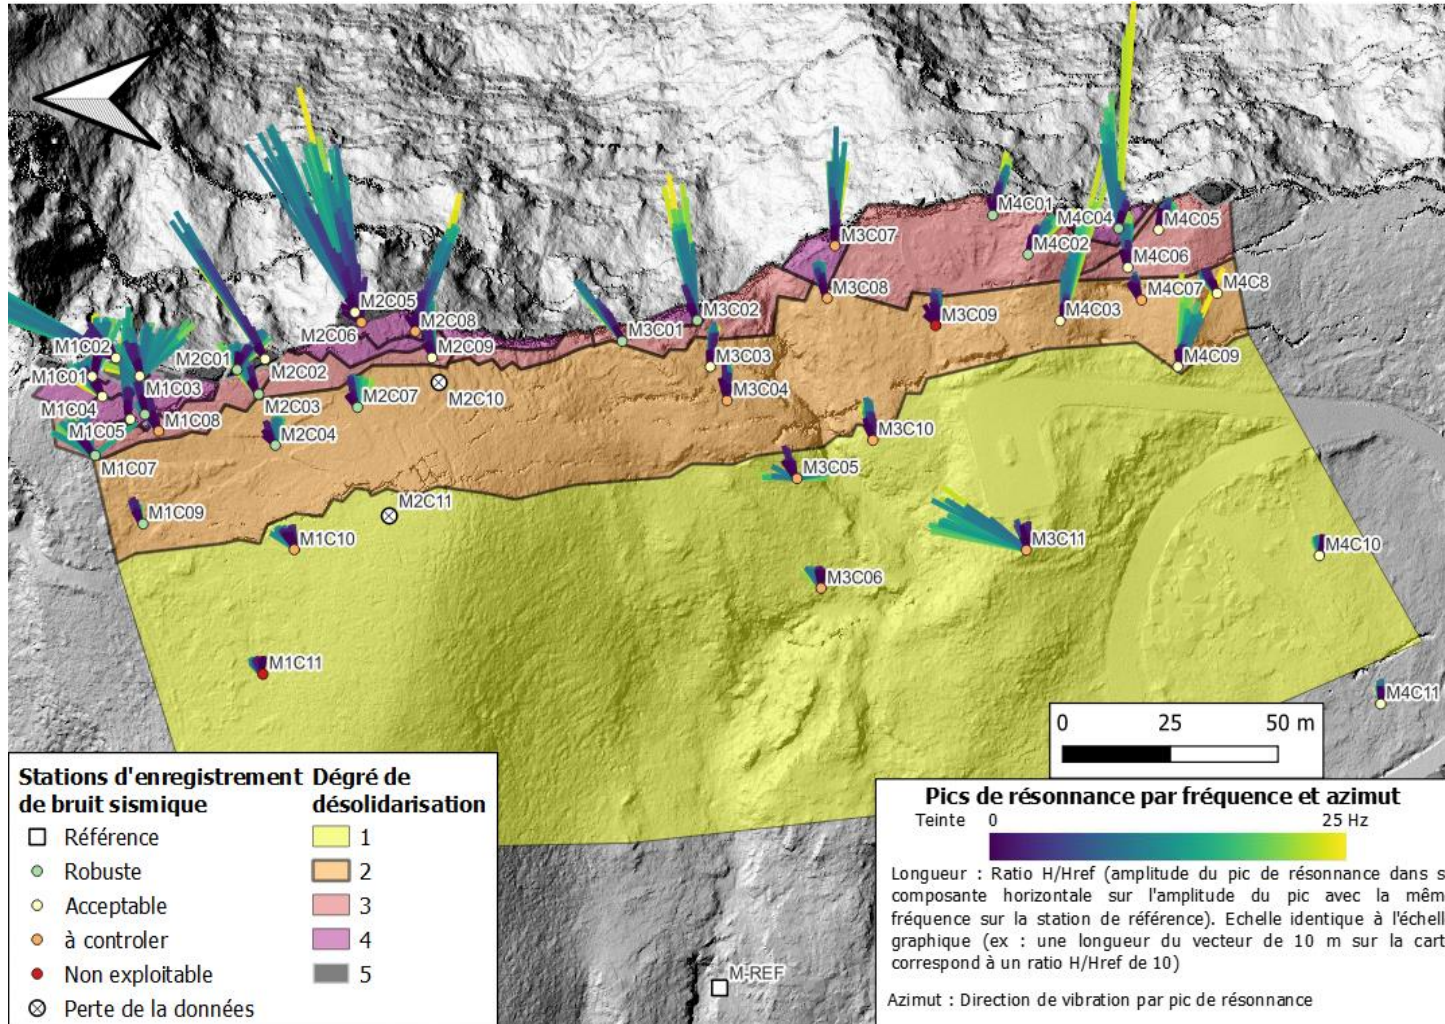 M4C01
M4C04
M4C05
M4C02
M3C07
M4C06
M2C05
M3C08
M4C07
M4C8
M2C06
M2C08
M3C02
M3C01
M3C09
M4C03
M1C02
M2C01
M2C09
M3C03
M4C09
M1C01
M1C03
M2C02
M2C10
M3C04
M1C04
M2C03
M2C07
M1C05
M1C08
M2C04
M3C10
M1C07
M3C05
M2C11
M1C09
M1C10
M3C11
M4C10
M3C06
M1C11
M4C11
0 25 50 m
Stations d'enregistrement
de bruit sismique
Référence
Robuste
Acceptable
à controler
Non exploitable
Perte de la données
Dégré de
désolidarisation
1
2
3
4
5
M-REF
Pics de résonnance par fréquence et azimut
Teinte 0 25 Hz
Longueur : Ratio H/Href (amplitude du pic de résonnance dans s
composante horizontale sur l'amplitude du pic avec la mêm
fréquence sur la station de référence). Echelle identique à l'échell
graphique (ex : une longueur du vecteur de 10 m sur la cart
correspond à un ratio H/Href de 10)
Azimut : Direction de vibration par pic de résonnance